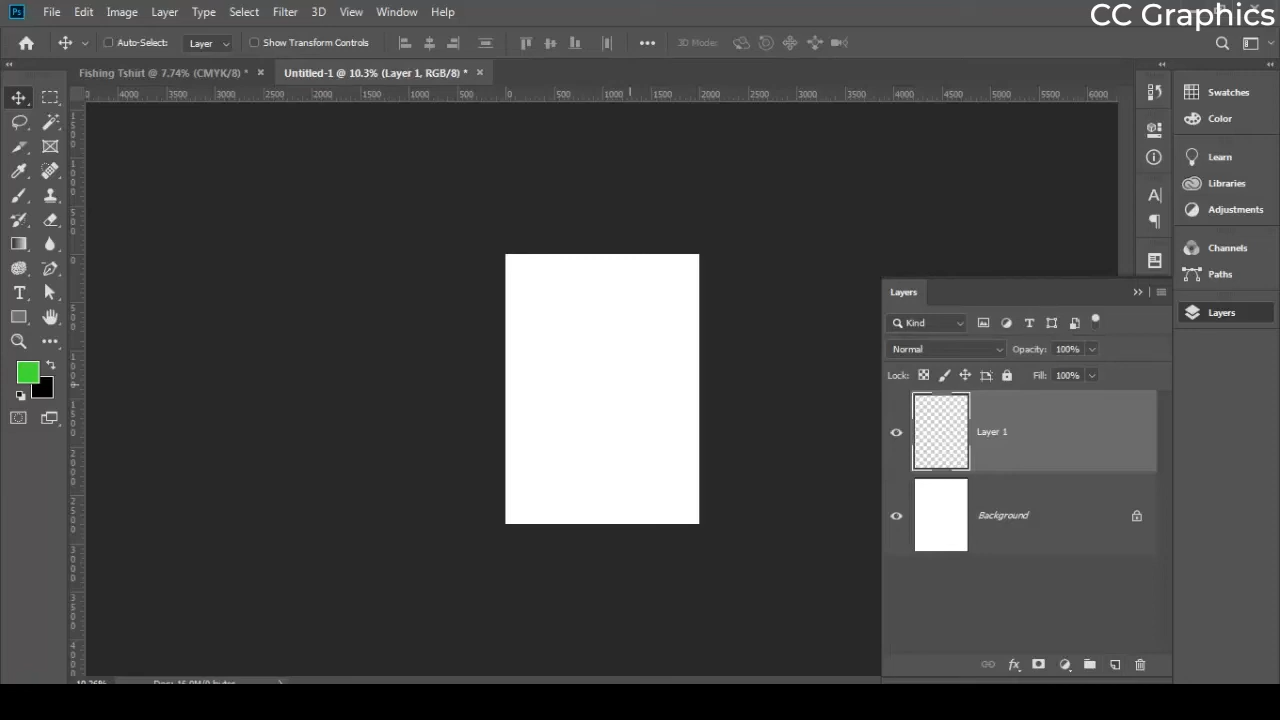 CC Graphics
Ps File Edit Image Layer Type Select Filter 3D View Window Help
Auto-Select: Layer Show Transform Controls 3D Mode:
Fishing Tshirt @ 7.74% (CMYK/8) * × Untitled-1 @ 10.3% (Layer 1, RGB/8) * ×
4000 3500 3000 2500 2000 1500 1000 500 0 500 1000 1500 2000 2500 3000 3500 4000 4500 5000 5500 6000
Swatches
Color
Learn
Libraries
Adjustments
Channels
Paths
Layers
Layers
Kind
Normal Opacity: 100%
Lock: Fill: 100%
Layer 1
Background